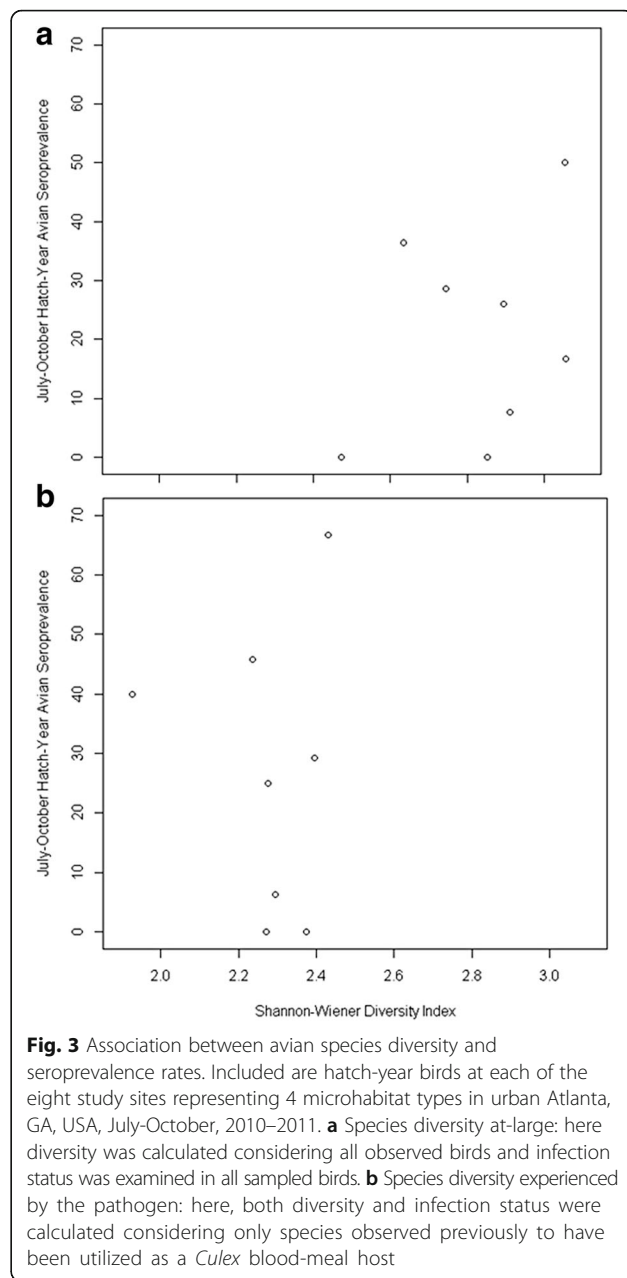 a
70
60
50
40
30
20
10
0
July-October Hatch-Year Avian Seroprevalence
b
70
60
50
40
30
20
10
0
July-October Hatch-Year Avian Seroprevalence
2.0 2.2 2.4 2.6 2.8 3.0
Shannon-Wiener Diversity Index
Fig. 3 Association between avian species diversity and
seroprevalence rates. Included are hatch-year birds at each of the
eight study sites representing 4 microhabitat types in urban Atlanta,
GA, USA, July-October, 2010–2011. a Species diversity at-large: here
diversity was calculated considering all observed birds and infection
status was examined in all sampled birds. b Species diversity experienced
by the pathogen: here, both diversity and infection status were
calculated considering only species observed previously to have
been utilized as a Culex blood-meal host